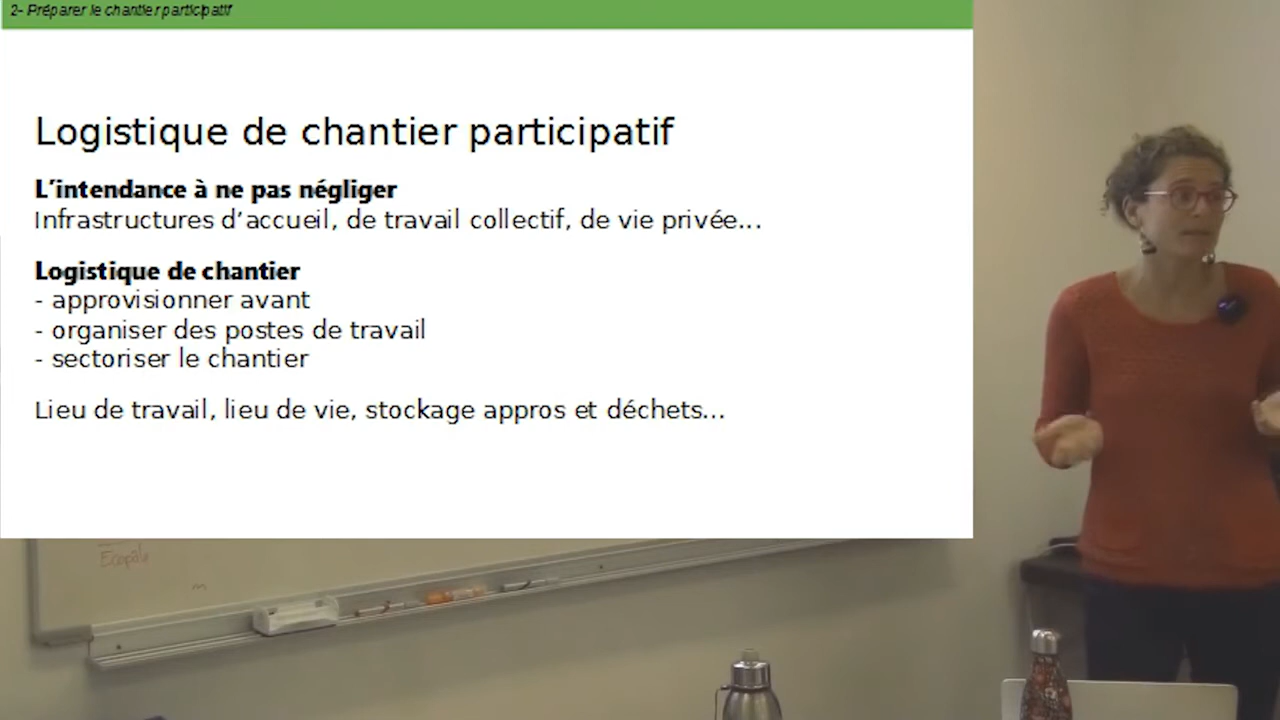 2- Préparer le chantier participatif
Logistique de chantier participatif
L'intendance à ne pas négliger
Infrastructures d'accueil, de travail collectif, de vie privée...
Logistique de chantier
- approvisionner avant
- organiser des postes de travail
- sectoriser le chantier
Lieu de travail, lieu de vie, stockage appros et déchets...